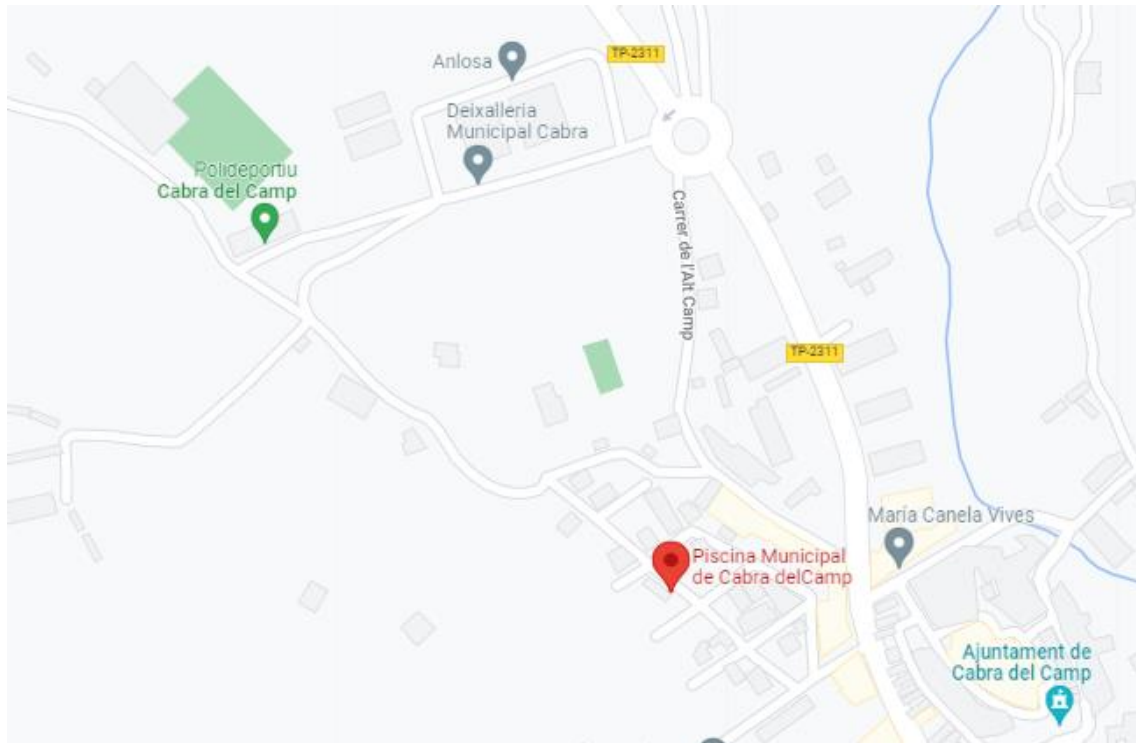 TP-2311
Anlosa
Deixalleria
Municipal Cabra
Polideportiu
Cabra del Camp
Carrer de l'Alt Camp
TP-2311
María Canela Vives
Piscina Municipal
de Cabra delCamp
Ajuntament de
Cabra del Camp